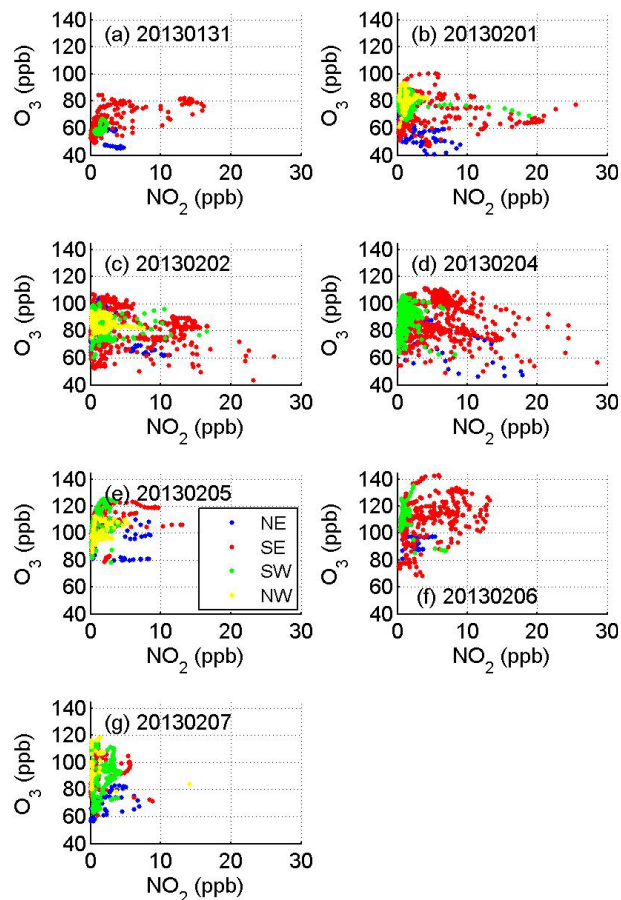 140
120
100
80
60
40
O3 (ppb)
(a) 20130131
0 10 20 30
NO2 (ppb)
140
120
100
80
60
40
O3 (ppb)
(b) 20130201
0 10 20 30
NO2 (ppb)
140
120
100
80
60
40
O3 (ppb)
(c) 20130202
0 10 20 30
NO2 (ppb)
140
120
100
80
60
40
O3 (ppb)
(d) 20130204
0 10 20 30
NO2 (ppb)
140
120
100
80
60
40
O3 (ppb)
(e) 20130205
NE
SE
SW
NW
0 10 20 30
NO2 (ppb)
140
120
100
80
60
40
O3 (ppb)
(f) 20130206
0 10 20 30
NO2 (ppb)
140
120
100
80
60
40
O3 (ppb)
(g) 20130207
0 10 20 30
NO2 (ppb)